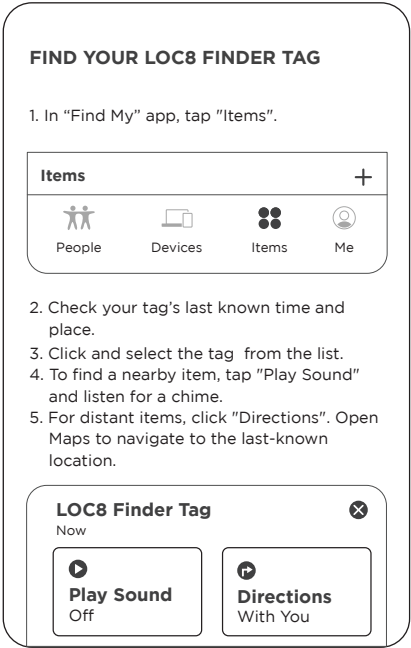 FIND YOUR LOC8 FINDER TAG
1. In “Find My” app, tap "Items".
Items
People Devices Items Me
2. Check your tag’s last known time and
place.
3. Click and select the tag from the list.
4. To find a nearby item, tap "Play Sound"
and listen for a chime.
5. For distant items, click "Directions". Open
Maps to navigate to the last-known
location.
LOC8 Finder Tag
Now
Play Sound
Off
Directions
With You